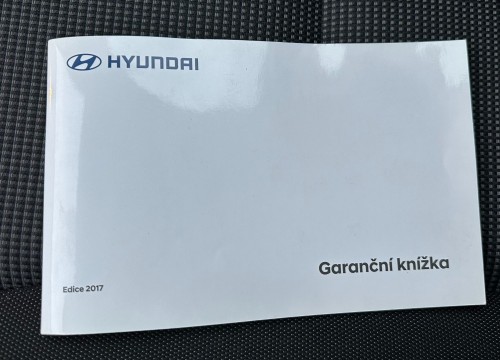 HYUNDAI
Garanční knížka
Edice 2017